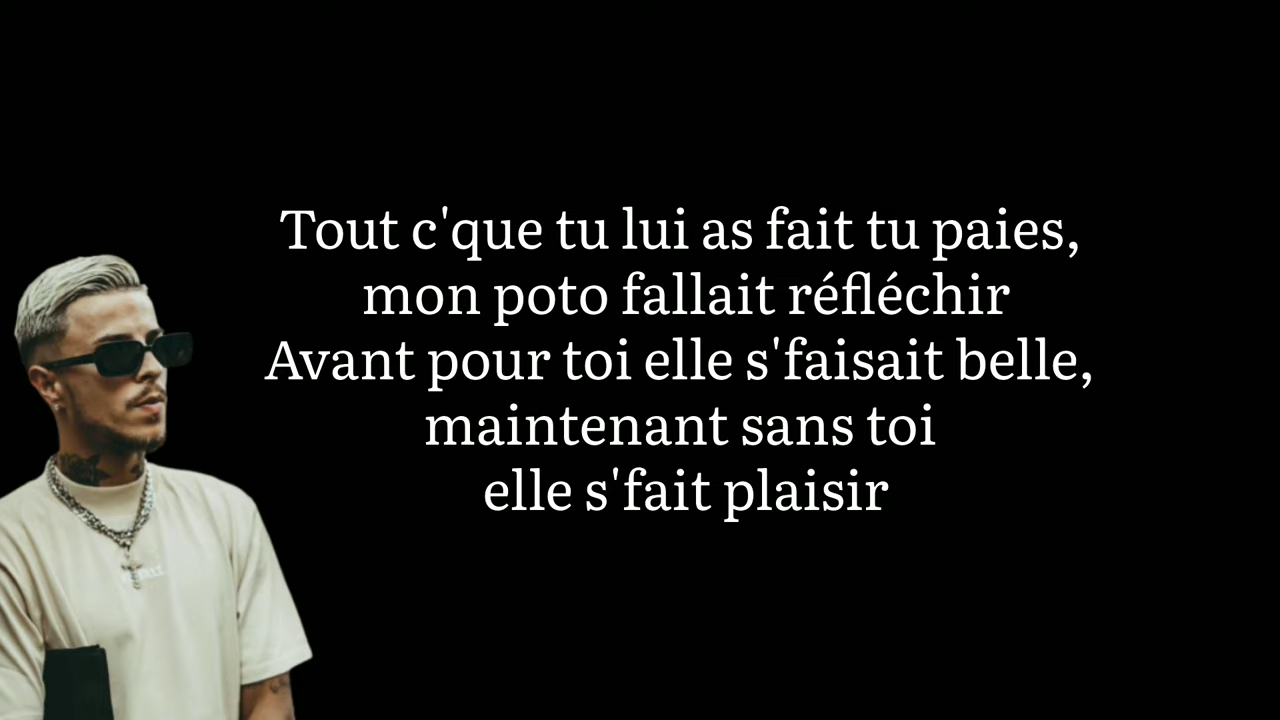 Tout c'que tu lui as fait tu paies,
mon poto fallait réfléchir
Avant pour toi elle s'faisait belle,
maintenant sans toi
elle s'fait plaisir